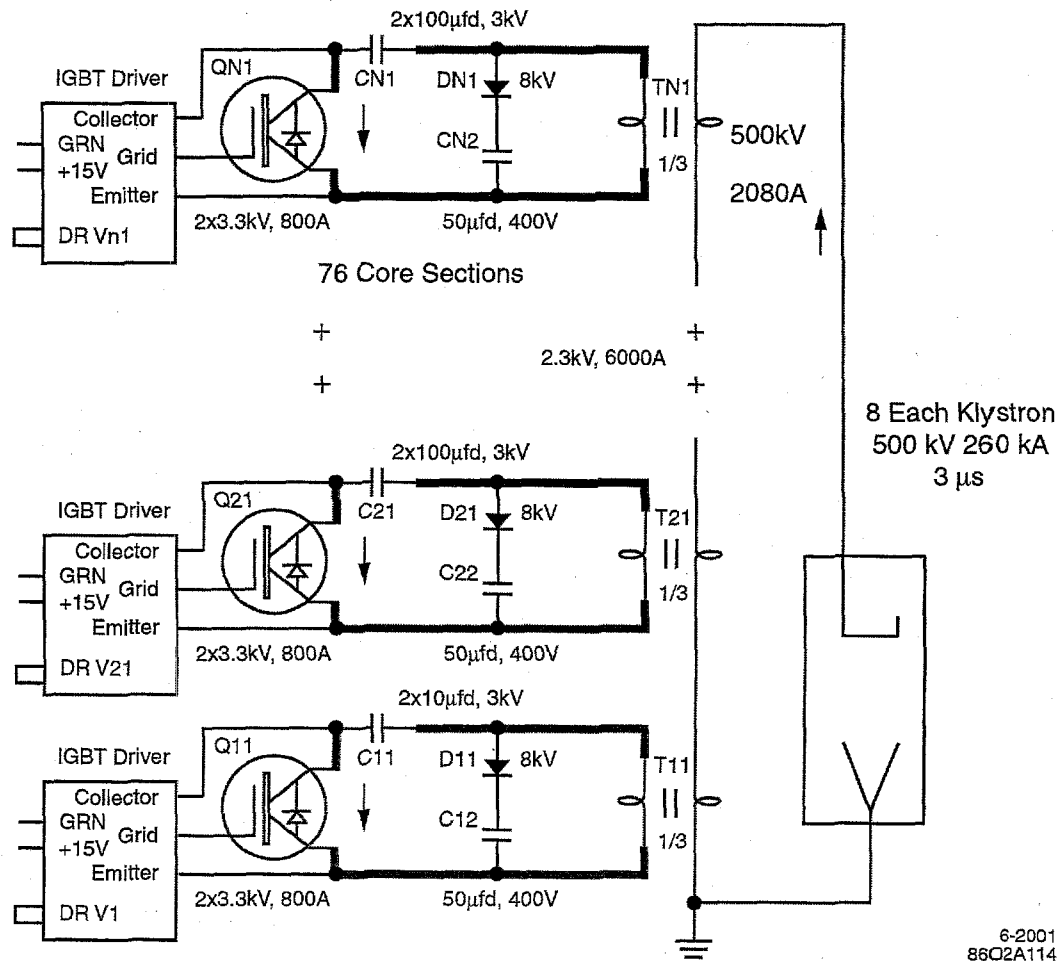 2x100μfd, 3kV
QN1
CN1
DN1
8kV
TN1
IGBT Driver
Collector
GRN
Grid
+15V
Emitter
DR Vn1
CN2
1/3
500kV
2080A
2x3.3kV, 800A
50μfd, 400V
76 Core Sections
2.3kV, 6000A
8 Each Klystron
500 kV 260 kA
3 μs
2x100μfd, 3kV
Q21
C21
D21
8kV
T21
IGBT Driver
Collector
GRN
Grid
+15V
Emitter
DR V21
C22
1/3
2x3.3kV, 800A
50μfd, 400V
2x10μfd, 3kV
Q11
C11
D11
8kV
T11
IGBT Driver
Collector
GRN
Grid
+15V
Emitter
DR V1
C12
1/3
2x3.3kV, 800A
50μfd, 400V
6-2001
8602A114